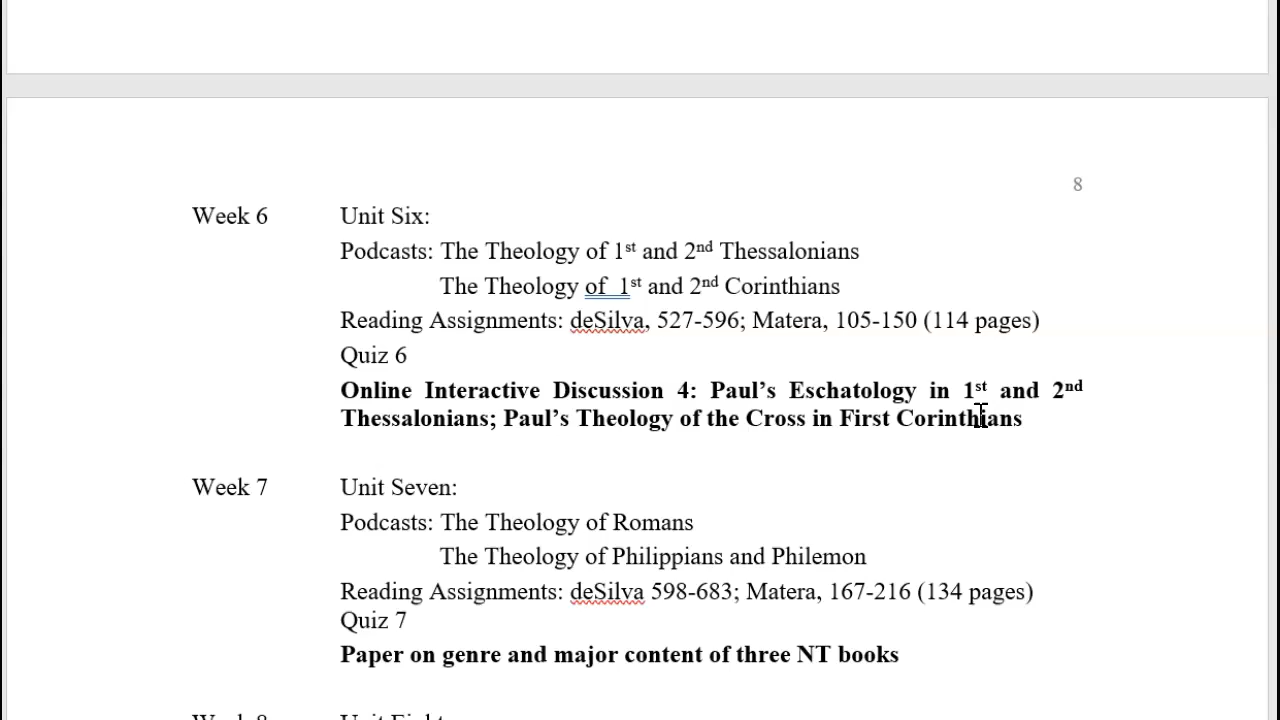 8
Week 6 Unit Six:
Podcasts: The Theology of 1st and 2nd Thessalonians
The Theology of  1st and 2nd Corinthians
Reading Assignments: deSilva, 527-596; Matera, 105-150 (114 pages)
Quiz 6
Online Interactive Discussion 4: Paul’s Eschatology in 1st and 2nd
Thessalonians; Paul’s Theology of the Cross in First Corinthians
Week 7 Unit Seven:
Podcasts: The Theology of Romans
The Theology of Philippians and Philemon
Reading Assignments: deSilva 598-683; Matera, 167-216 (134 pages)
Quiz 7
Paper on genre and major content of three NT books
Week 8 Unit Eight: